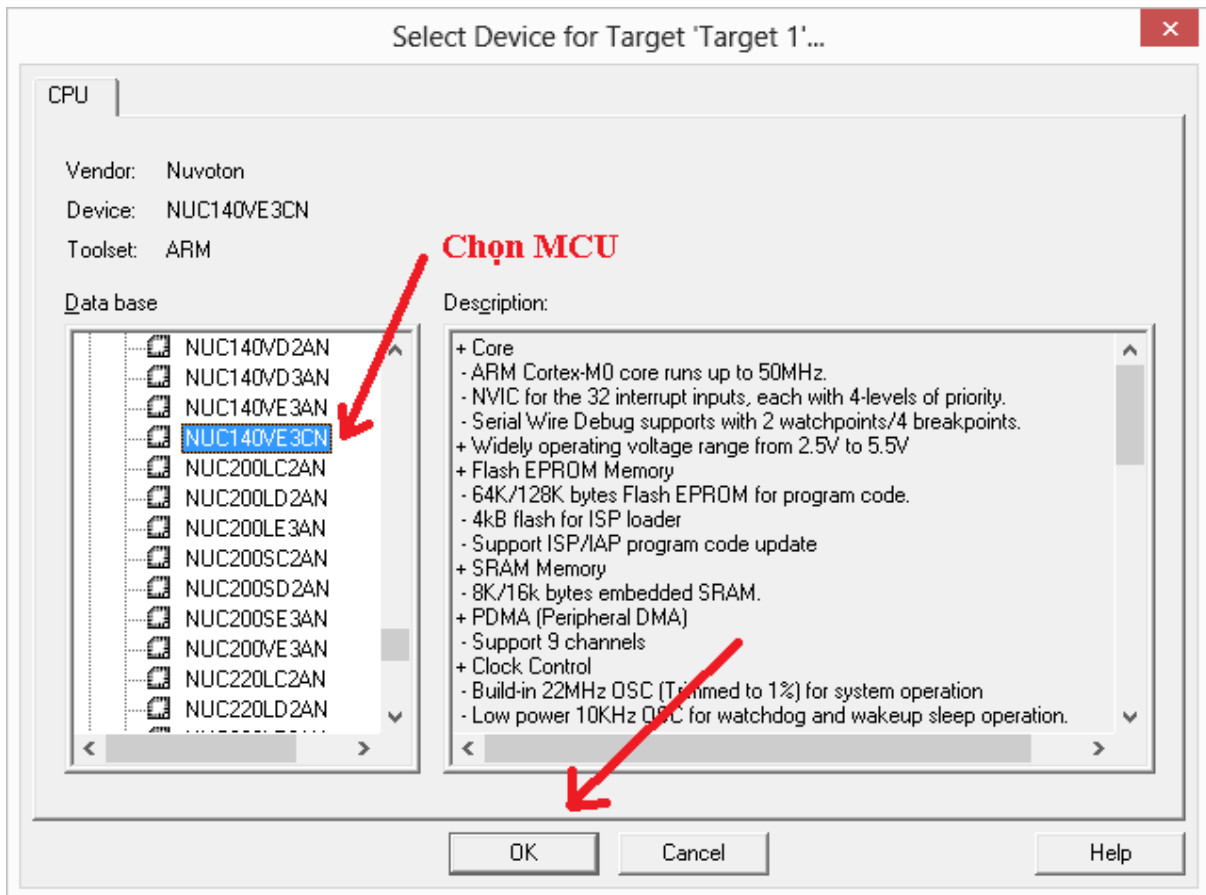 Select Device for Target 'Target 1'...
CPU
Vendor: Nuvoton
Device: NUC140VE3CN
Toolset: ARM
Chọn MCU
Data base
NUC140VD2AN
NUC140VD3AN
NUC140VE3AN
NUC140VE3CN
NUC200LC2AN
NUC200LD2AN
NUC200LE3AN
NUC200SC2AN
NUC200SD2AN
NUC200SE3AN
NUC200VE3AN
NUC220LC2AN
NUC220LD2AN
Description:
+ Core
- ARM Cortex-M0 core runs up to 50MHz.
- NVIC for the 32 interrupt inputs, each with 4-levels of priority.
- Serial Wire Debug supports with 2 watchpoints/4 breakpoints.
+ Widely operating voltage range from 2.5V to 5.5V
+ Flash EPROM Memory
- 64K/128K bytes Flash EPROM for program code.
- 4kB flash for ISP loader
- Support ISP/IAP program code update
+ SRAM Memory
- 8K/16k bytes embedded SRAM.
+ PDMA (Peripheral DMA)
- Support 9 channels
+ Clock Control
- Build-in 22MHz OSC (Trimmed to 1%) for system operation
- Low power 10KHz OSC for watchdog and wakeup sleep operation.
OK
Cancel
Help